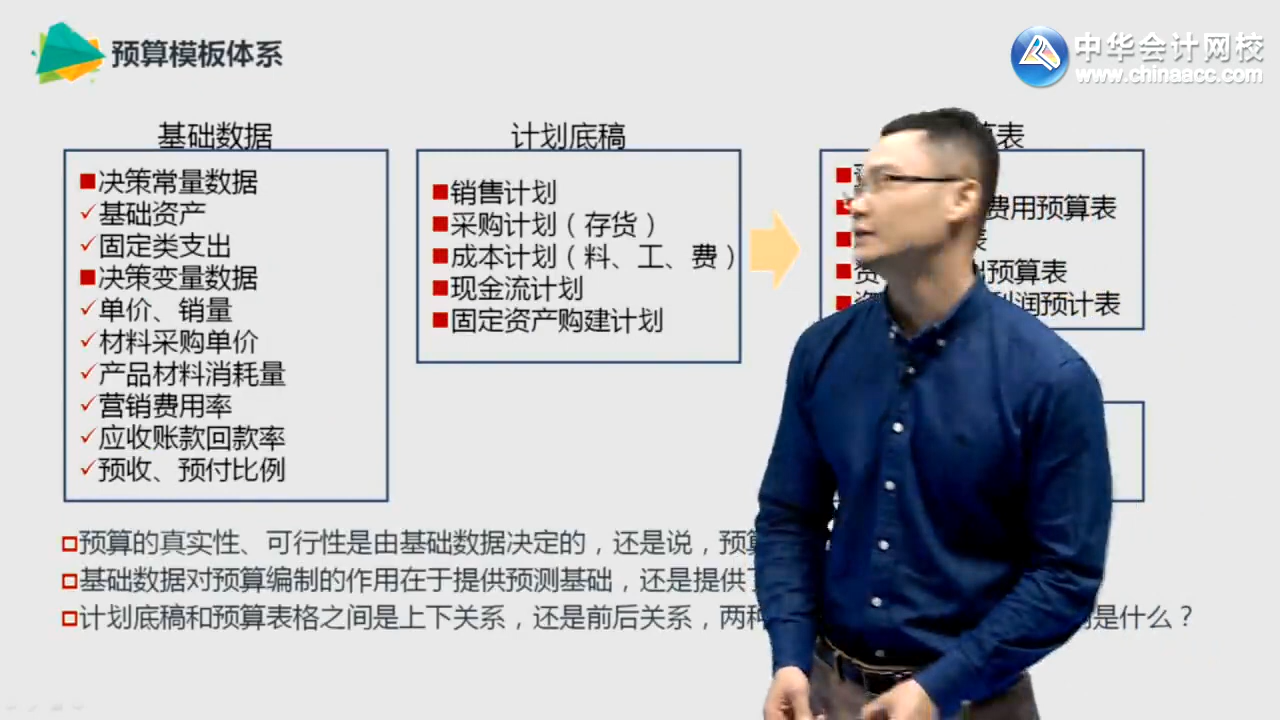 预算模板体系
中华会计网校
www.chinaacc.com
基础数据
决策常量数据
基础资产
固定类支出
决策变量数据
单价、销量
材料采购单价
产品材料消耗量
营销费用率
应收账款回款率
预收、预付比例
计划底稿
销售计划
采购计划（存货）
成本计划（料、工、费）
现金流计划
固定资产购建计划
算表
费用预算表
表
预算表
利润预计表
预算的真实性、可行性是由基础数据决定的，还是说，预算
基础数据对预算编制的作用在于提供预测基础，还是提供了
计划底稿和预算表格之间是上下关系，还是前后关系，两种
是什么？